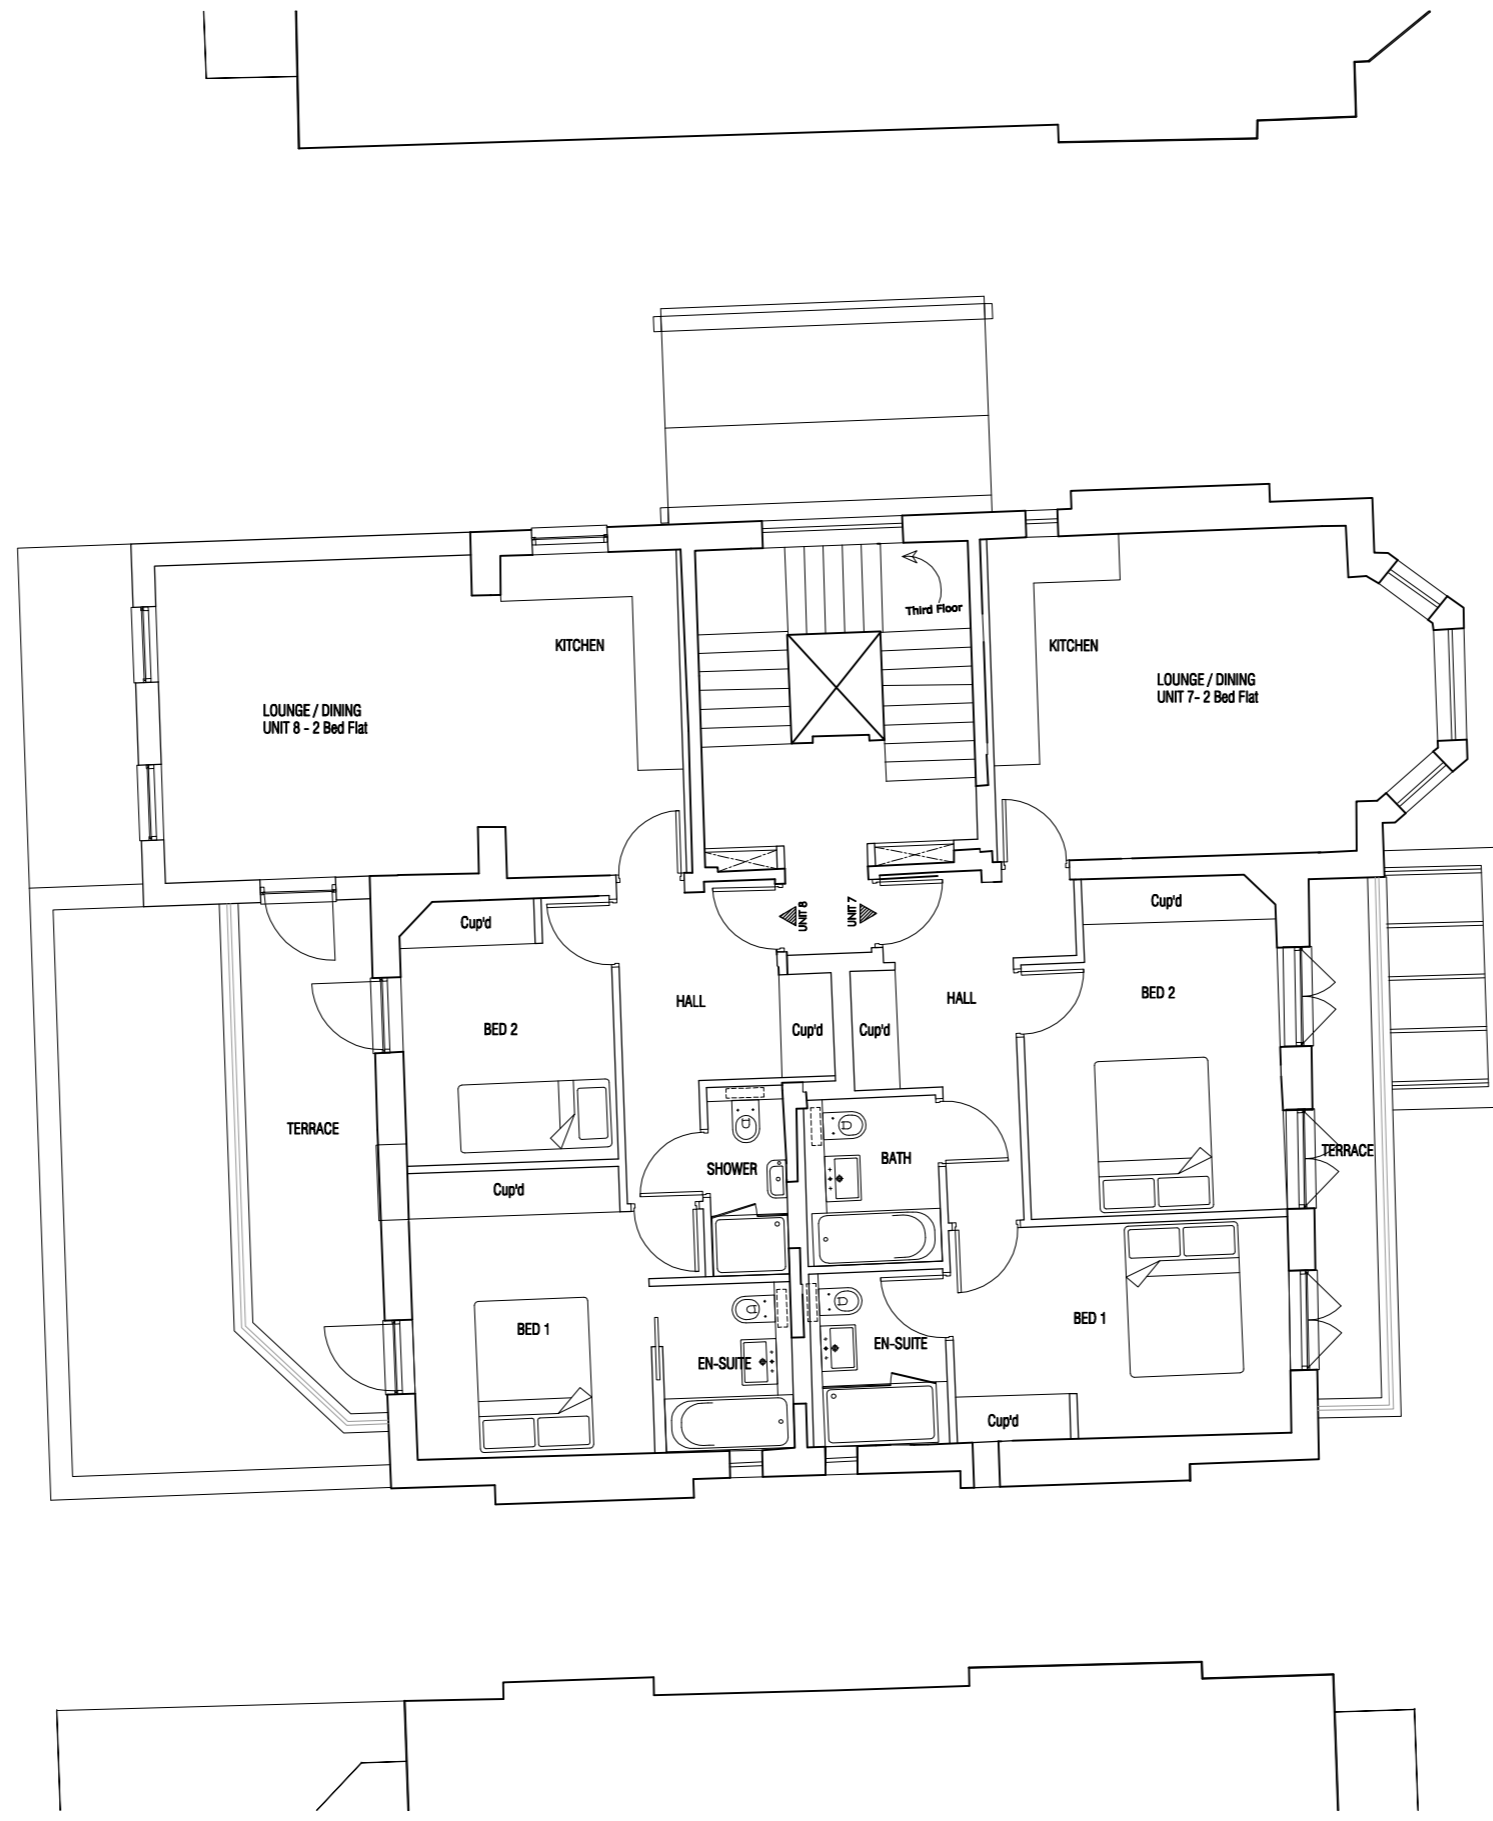 Third Floor
KITCHEN
KITCHEN
LOUNGE / DINING
UNIT 7- 2 Bed Flat
LOUNGE / DINING
UNIT 8 - 2 Bed Flat
Cup'd
UNIT 8
UNIT 7
Cup'd
BED 2
HALL
HALL
BED 2
Cup'd
Cup'd
TERRACE
SHOWER
BATH
TERRACE
Cup'd
BED 1
EN-SUITE
EN-SUITE
BED 1
Cup'd